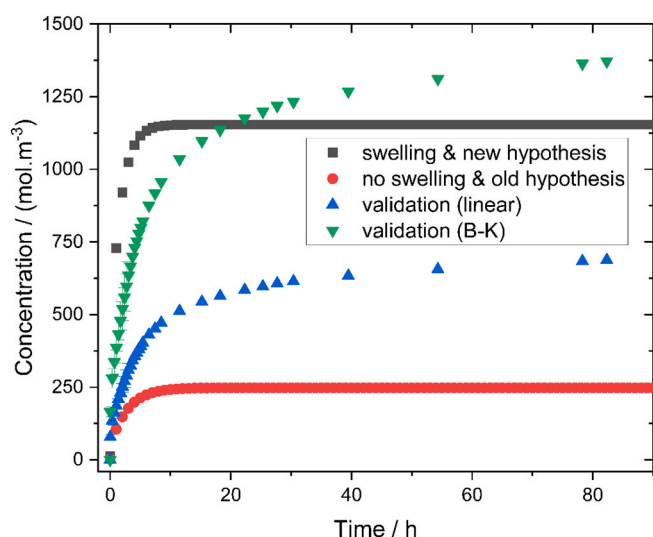 1500
1250
1000
750
500
250
0
Concentration / (mol.m-3)
swelling & new hypothesis
no swelling & old hypothesis
validation (linear)
validation (B-K)
0
20
40
60
80
Time / h